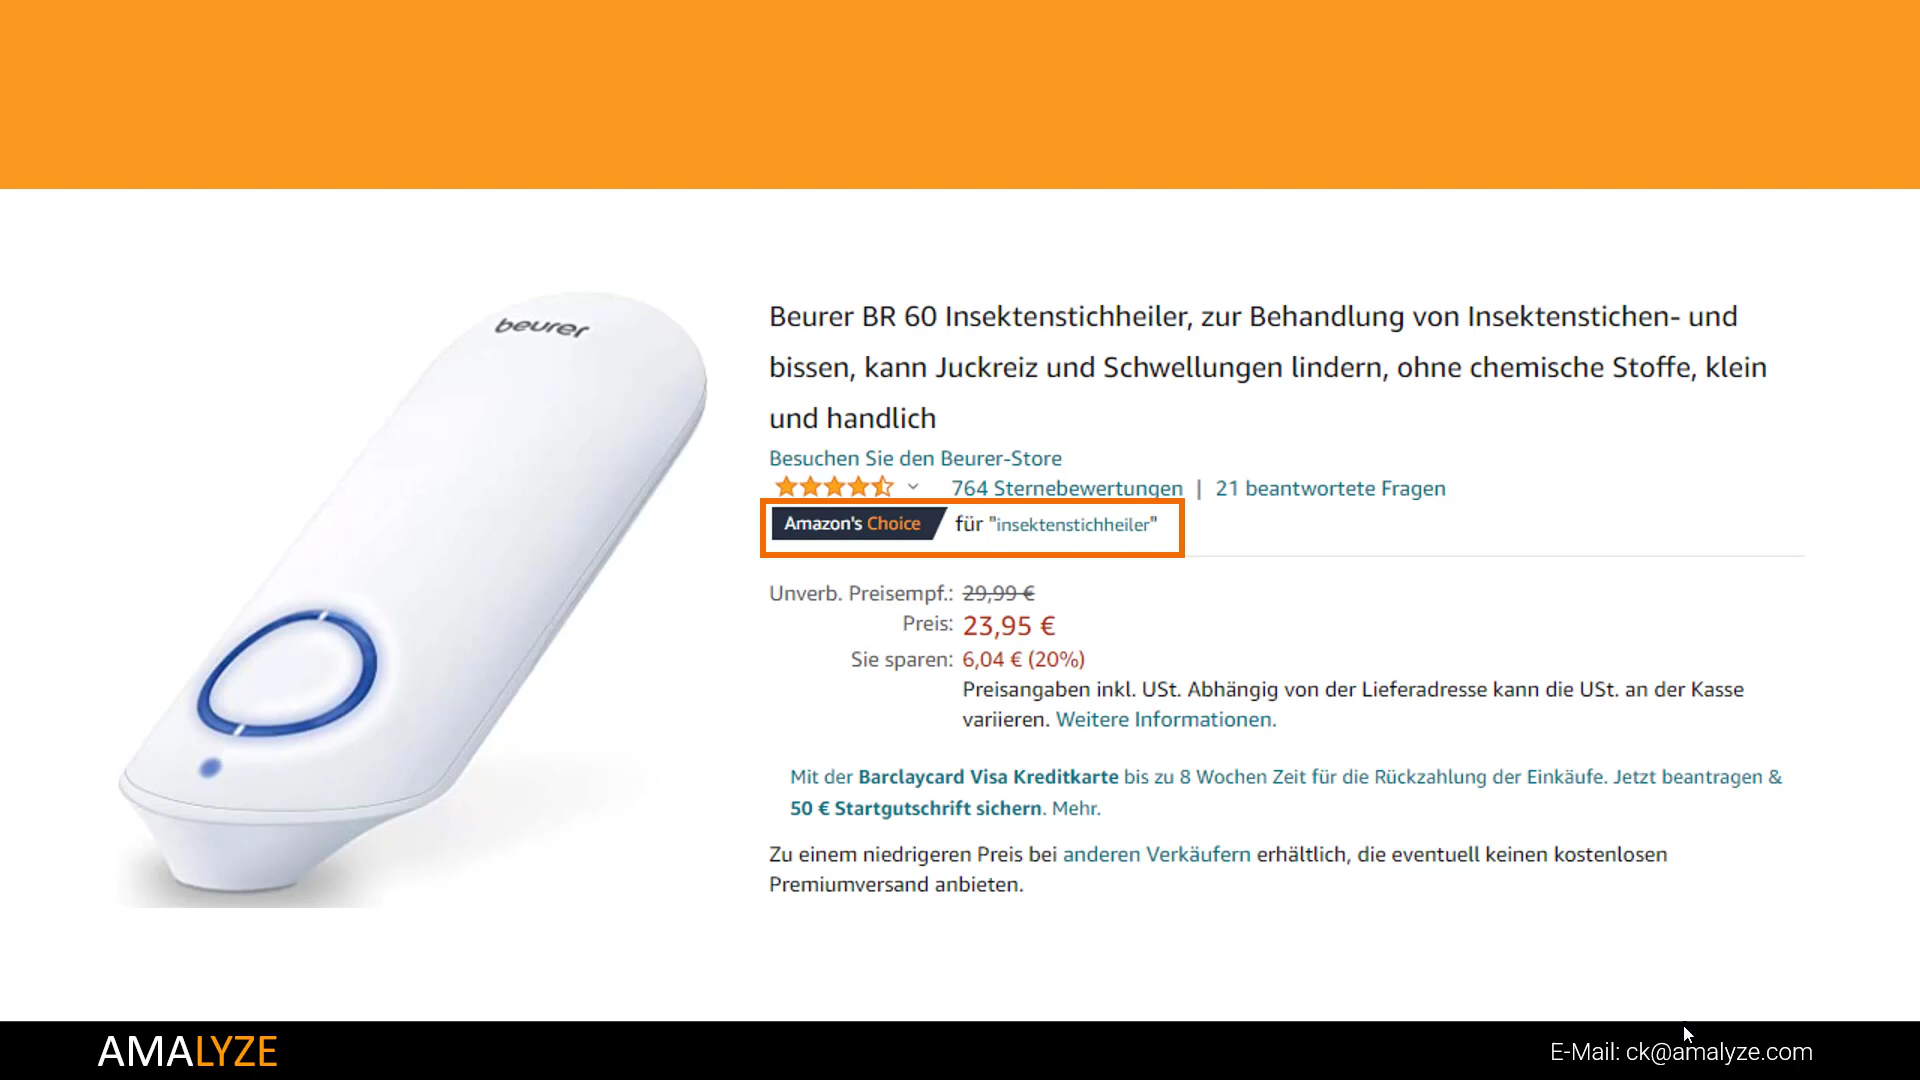 beurer
Beurer BR 60 Insektenstichheiler, zur Behandlung von Insektenstichen- und
bissen, kann Juckreiz und Schwellungen lindern, ohne chemische Stoffe, klein
und handlich
Besuchen Sie den Beurer-Store
764 Sternebewertungen | 21 beantwortete Fragen
Amazon's Choice für "insektenstichheiler"
Unverb. Preisempf.: 29,99 €
Preis: 23,95 €
Sie sparen: 6,04 € (20%)
Preisangaben inkl. USt. Abhängig von der Lieferadresse kann die USt. an der Kasse
variieren. Weitere Informationen.
Mit der Barclaycard Visa Kreditkarte bis zu 8 Wochen Zeit für die Rückzahlung der Einkäufe. Jetzt beantragen &
50 € Startgutschrift sichern. Mehr.
Zu einem niedrigeren Preis bei anderen Verkäufern erhältlich, die eventuell keinen kostenlosen
Premiumversand anbieten.
AMALYZE
E-Mail: ck@amalyze.com